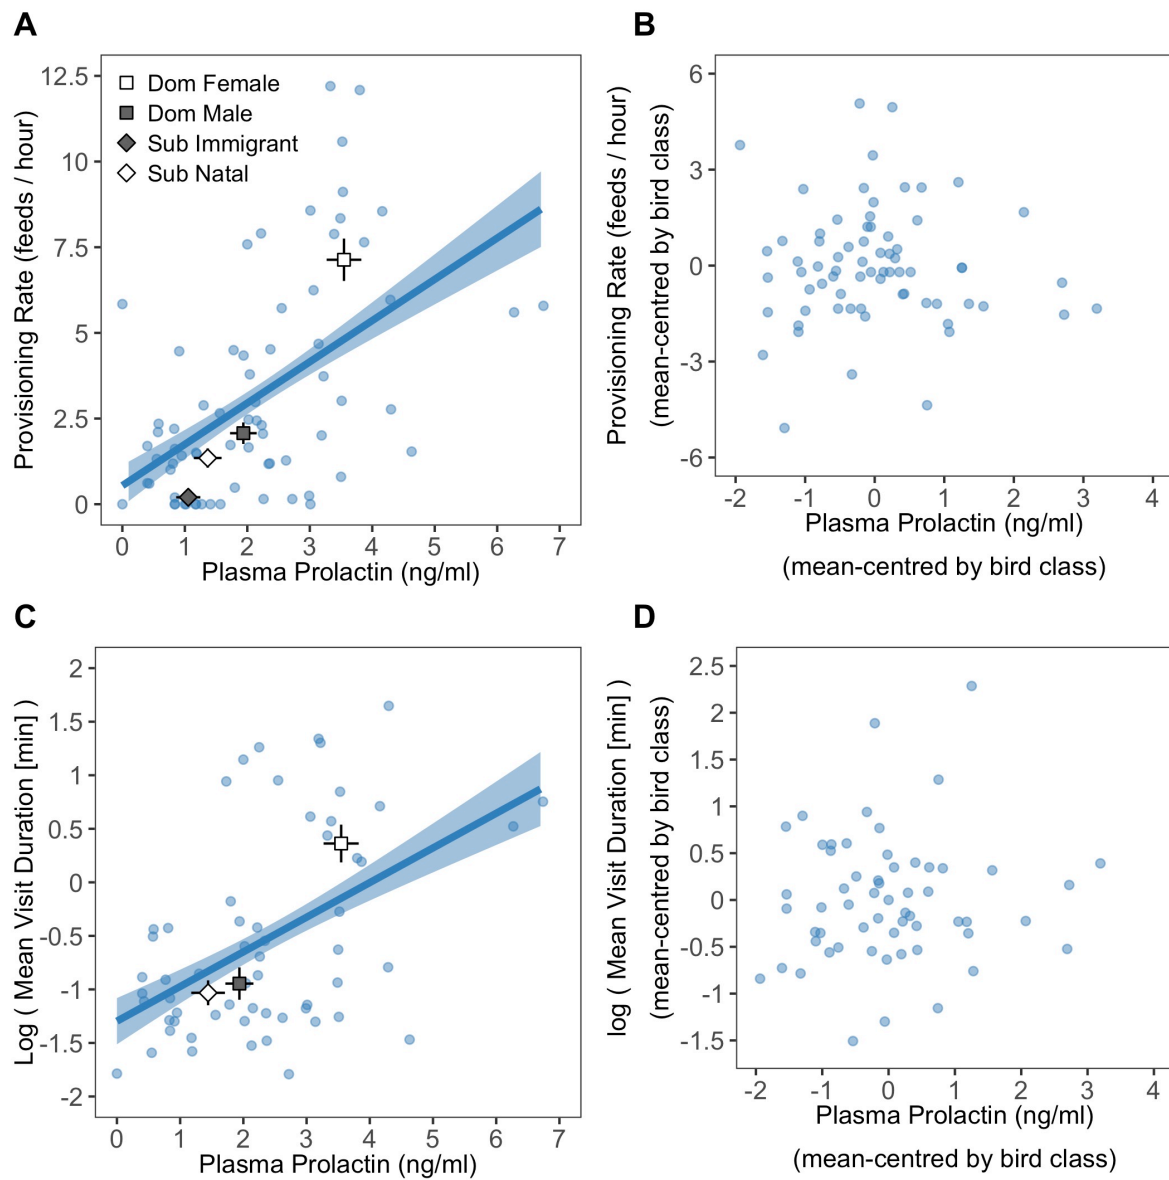 A
Provisioning Rate (feeds / hour)
12.5
10
7.5
5
2.5
0
Dom Female
Dom Male
Sub Immigrant
Sub Natal
0 1 2 3 4 5 6 7
Plasma Prolactin (ng/ml)
B
Provisioning Rate (feeds / hour)
(mean-centred by bird class)
6
3
0
-3
-6
-2 -1 0 1 2 3 4
Plasma Prolactin (ng/ml)
(mean-centred by bird class)
C
Log ( Mean Visit Duration [min] )
2
1.5
1
0.5
0
-0.5
-1
-1.5
-2
0 1 2 3 4 5 6 7
Plasma Prolactin (ng/ml)
D
log ( Mean Visit Duration [min] )
(mean-centred by bird class)
2.5
2
1.5
1
0.5
0
-0.5
-1
-1.5
-2 -1 0 1 2 3 4
Plasma Prolactin (ng/ml)
(mean-centred by bird class)